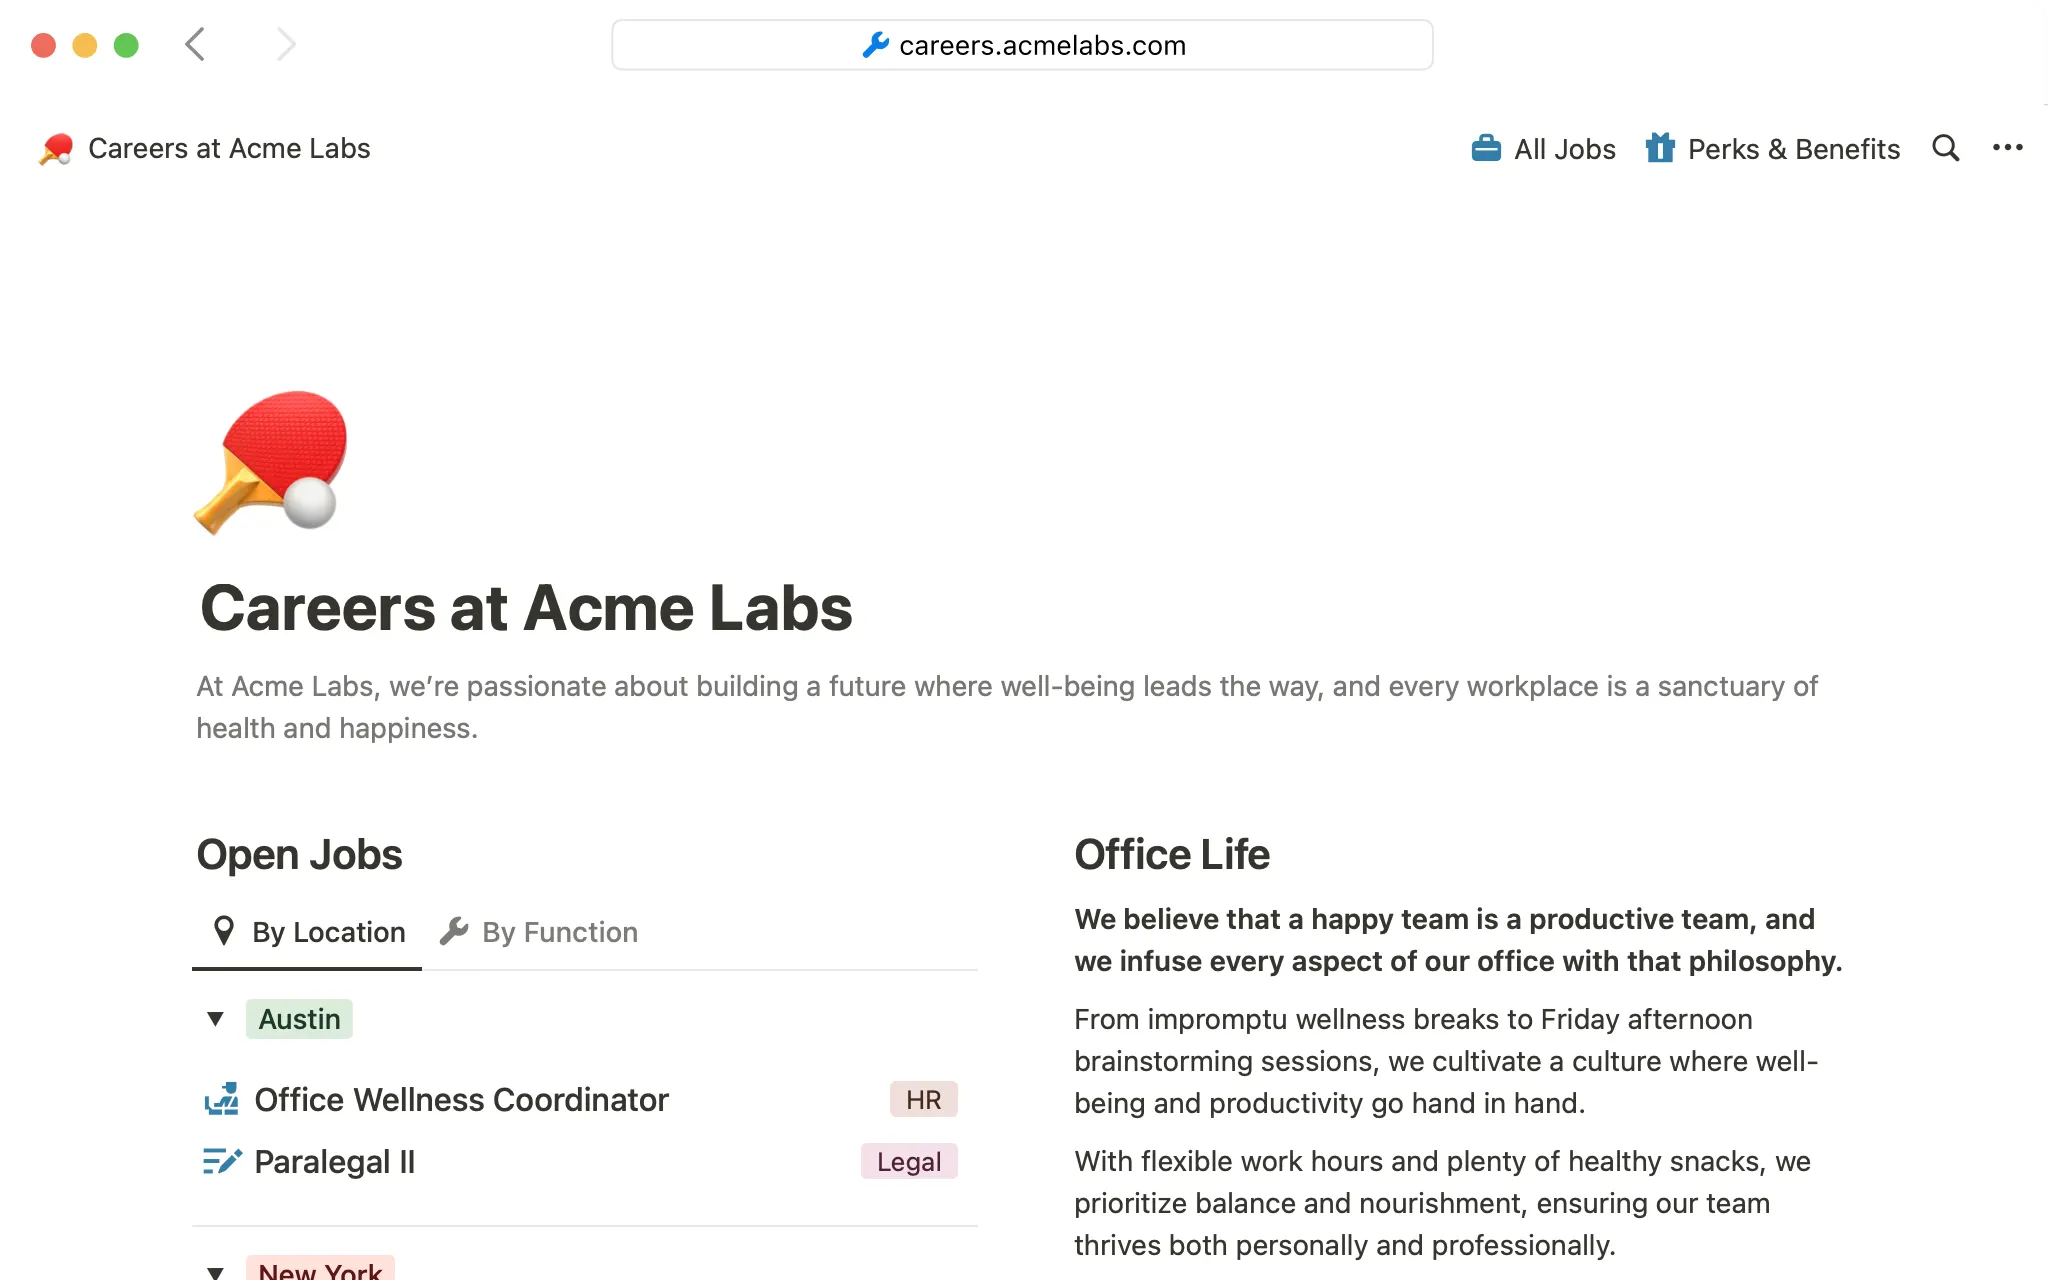 careers.acmelabs.com
Careers at Acme Labs
All Jobs
Perks & Benefits
Careers at Acme Labs
At Acme Labs, we’re passionate about building a future where well-being leads the way, and every workplace is a sanctuary of
health and happiness.
Open Jobs
By Location
By Function
Austin
Office Wellness Coordinator
HR
Paralegal II
Legal
New York
Office Life
We believe that a happy team is a productive team, and
we infuse every aspect of our office with that philosophy.
From impromptu wellness breaks to Friday afternoon
brainstorming sessions, we cultivate a culture where well-
being and productivity go hand in hand.
With flexible work hours and plenty of healthy snacks, we
prioritize balance and nourishment, ensuring our team
thrives both personally and professionally.